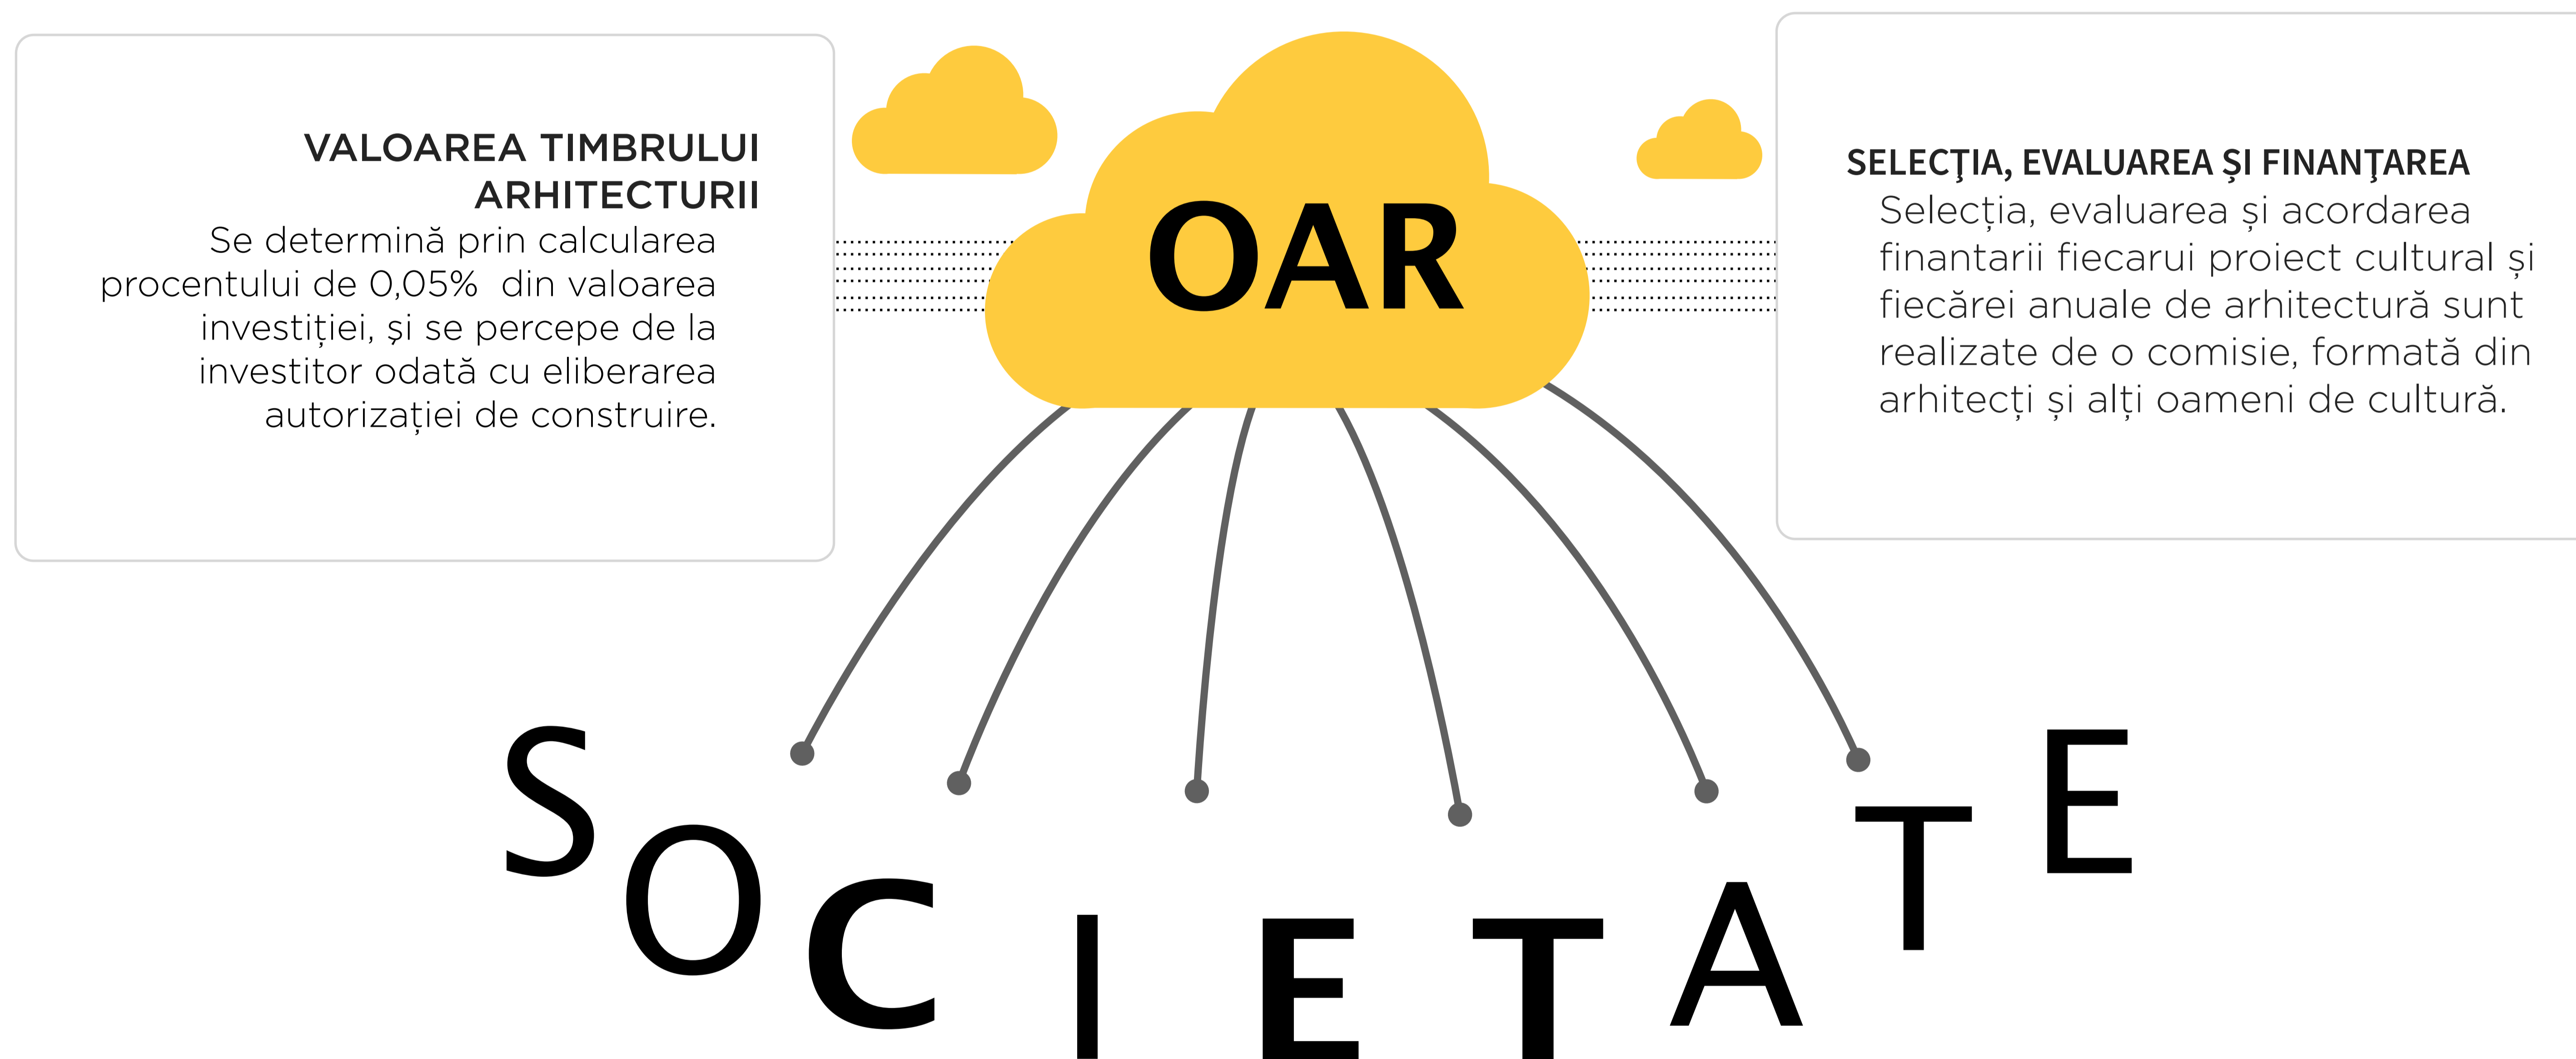 VALOAREA TIMBRULUI
ARHITECTURII
Se determină prin calcularea
procentului de 0,05% din valoarea
investiției, și se percepe de la
investitor odată cu eliberarea
autorizației de construire.
OAR
SELECŢIA, EVALUAREA ȘI FINANŢAREA
Selecția, evaluarea și acordarea
finantarii fiecarui proiect cultural și
fiecărei anuale de arhitectură sunt
realizate de o comisie, formată din
arhitecți și alți oameni de cultură.
SOCIETATE